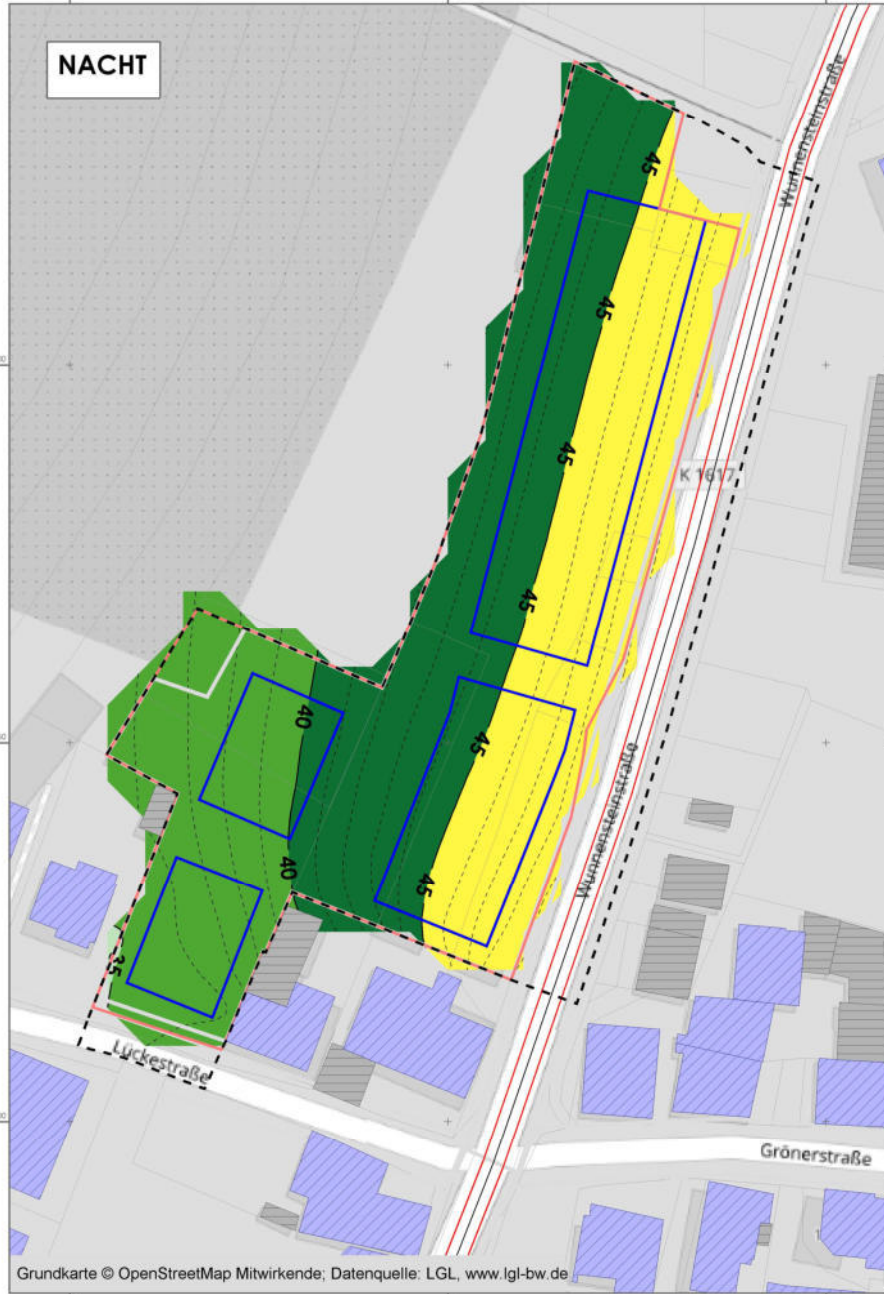 NACHT
Wunnensteinstraße
45
45
45
K 1617
45
40
45
Wunnensteinstraße
40
45
35
Lückestraße
Grönerstraße
Grundkarte © OpenStreetMap Mitwirkende; Datenquelle: LGL, www.lgl-bw.de